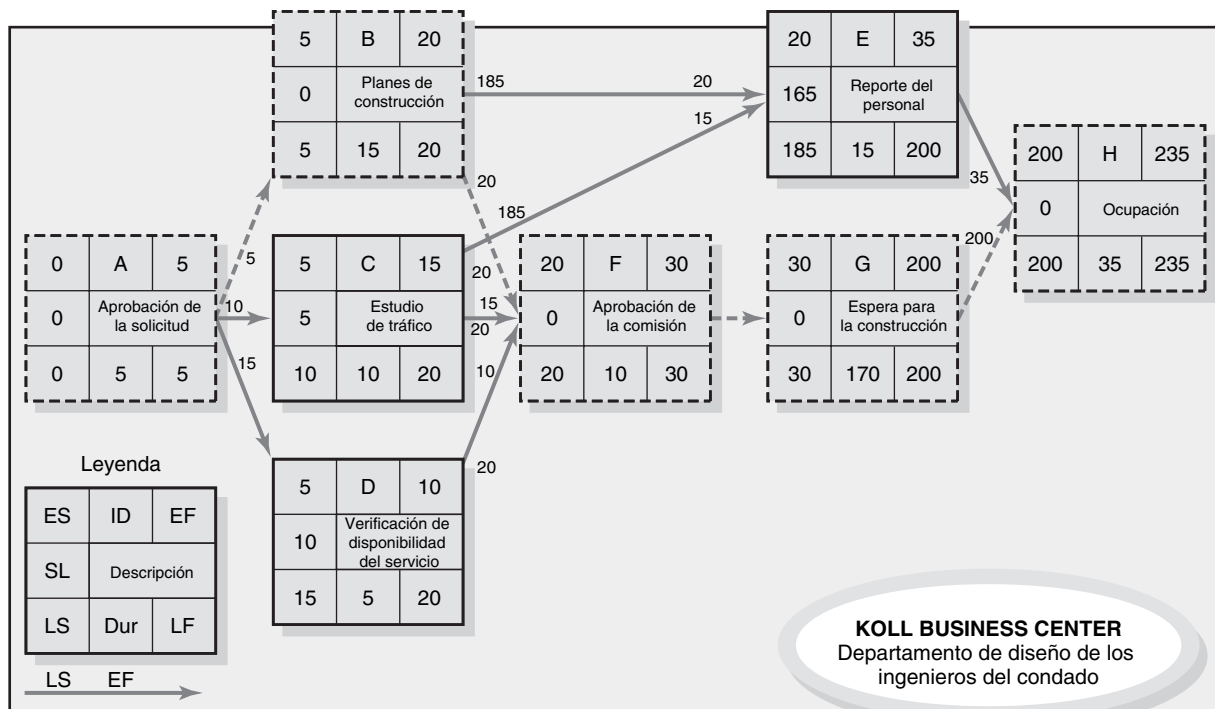 5 B 20
0 Planes de
construcción
5 15 20
20 E 35
165 Reporte del
personal
185 15 200
185 20
15
20
185
35
200 H 235
0 Ocupación
200 35 235
0 A 5
0 Aprobación de
la solicitud
0 5 5
5
10
15
5 C 15
5 Estudio
de tráfico
10 10 20
20
15
20
10
20
20 F 30
0 Aprobación de
la comisión
20 10 30
30 G 200
0 Espera para
la construcción
30 170 200
200
5 D 10
10 Verificación de
disponibilidad
del servicio
15 5 20
Leyenda
ES ID EF
SL Descripción
LS Dur LF
LS EF
KOLL BUSINESS CENTER
Departamento de diseño de los
ingenieros del condado